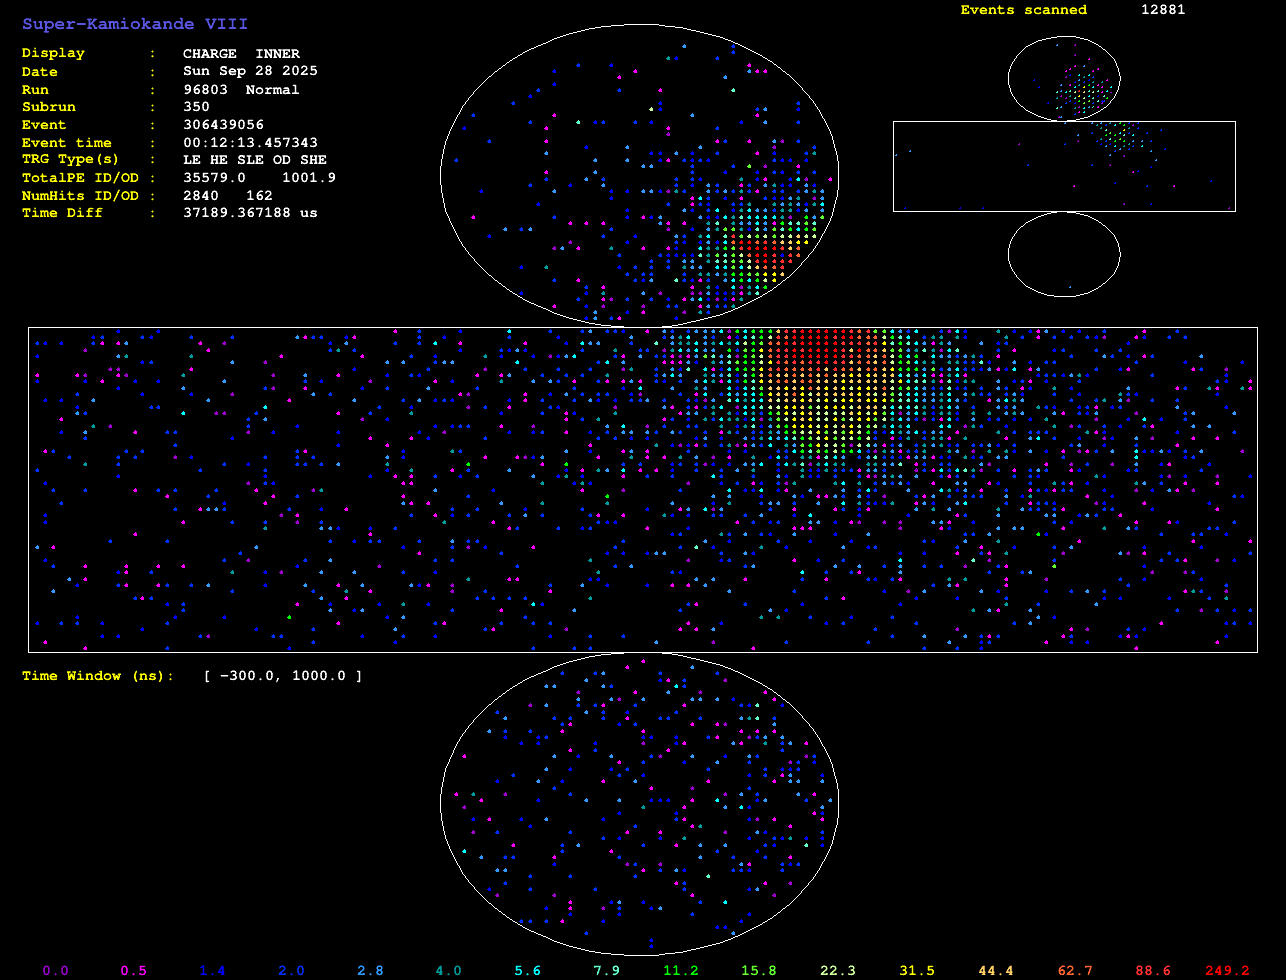 Super-Kamiokande VIII
Display : CHARGE INNER
Date : Sun Sep 28 2025
Run : 96803 Normal
Subrun : 350
Event : 306439056
Event time : 00:12:13.457343
TRG Type(s) : LE HE SLE OD SHE
TotalPE ID/OD : 35579.0 1001.9
NumHits ID/OD : 2840 162
Time Diff : 37189.367188 us
Events scanned 12881
Time Window (ns): [ -300.0, 1000.0 ]
0.0 0.5 1.4 2.0 2.8 4.0 5.6 7.9 11.2 15.8 22.3 31.5 44.4 62.7 88.6 249.2